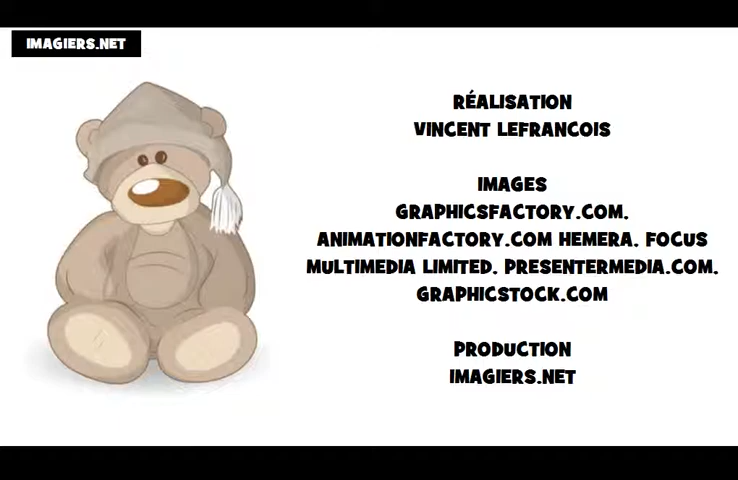 IMAGIERS.NET
RÉALISATION
VINCENT LEFRANCOIS
IMAGES
GRAPHICSFACTORY.COM,
ANIMATIONFACTORY.COM HEMERA, FOCUS
MULTIMEDIA LIMITED, PRESENTERMEDIA.COM,
GRAPHICSTOCK.COM
PRODUCTION
IMAGIERS.NET